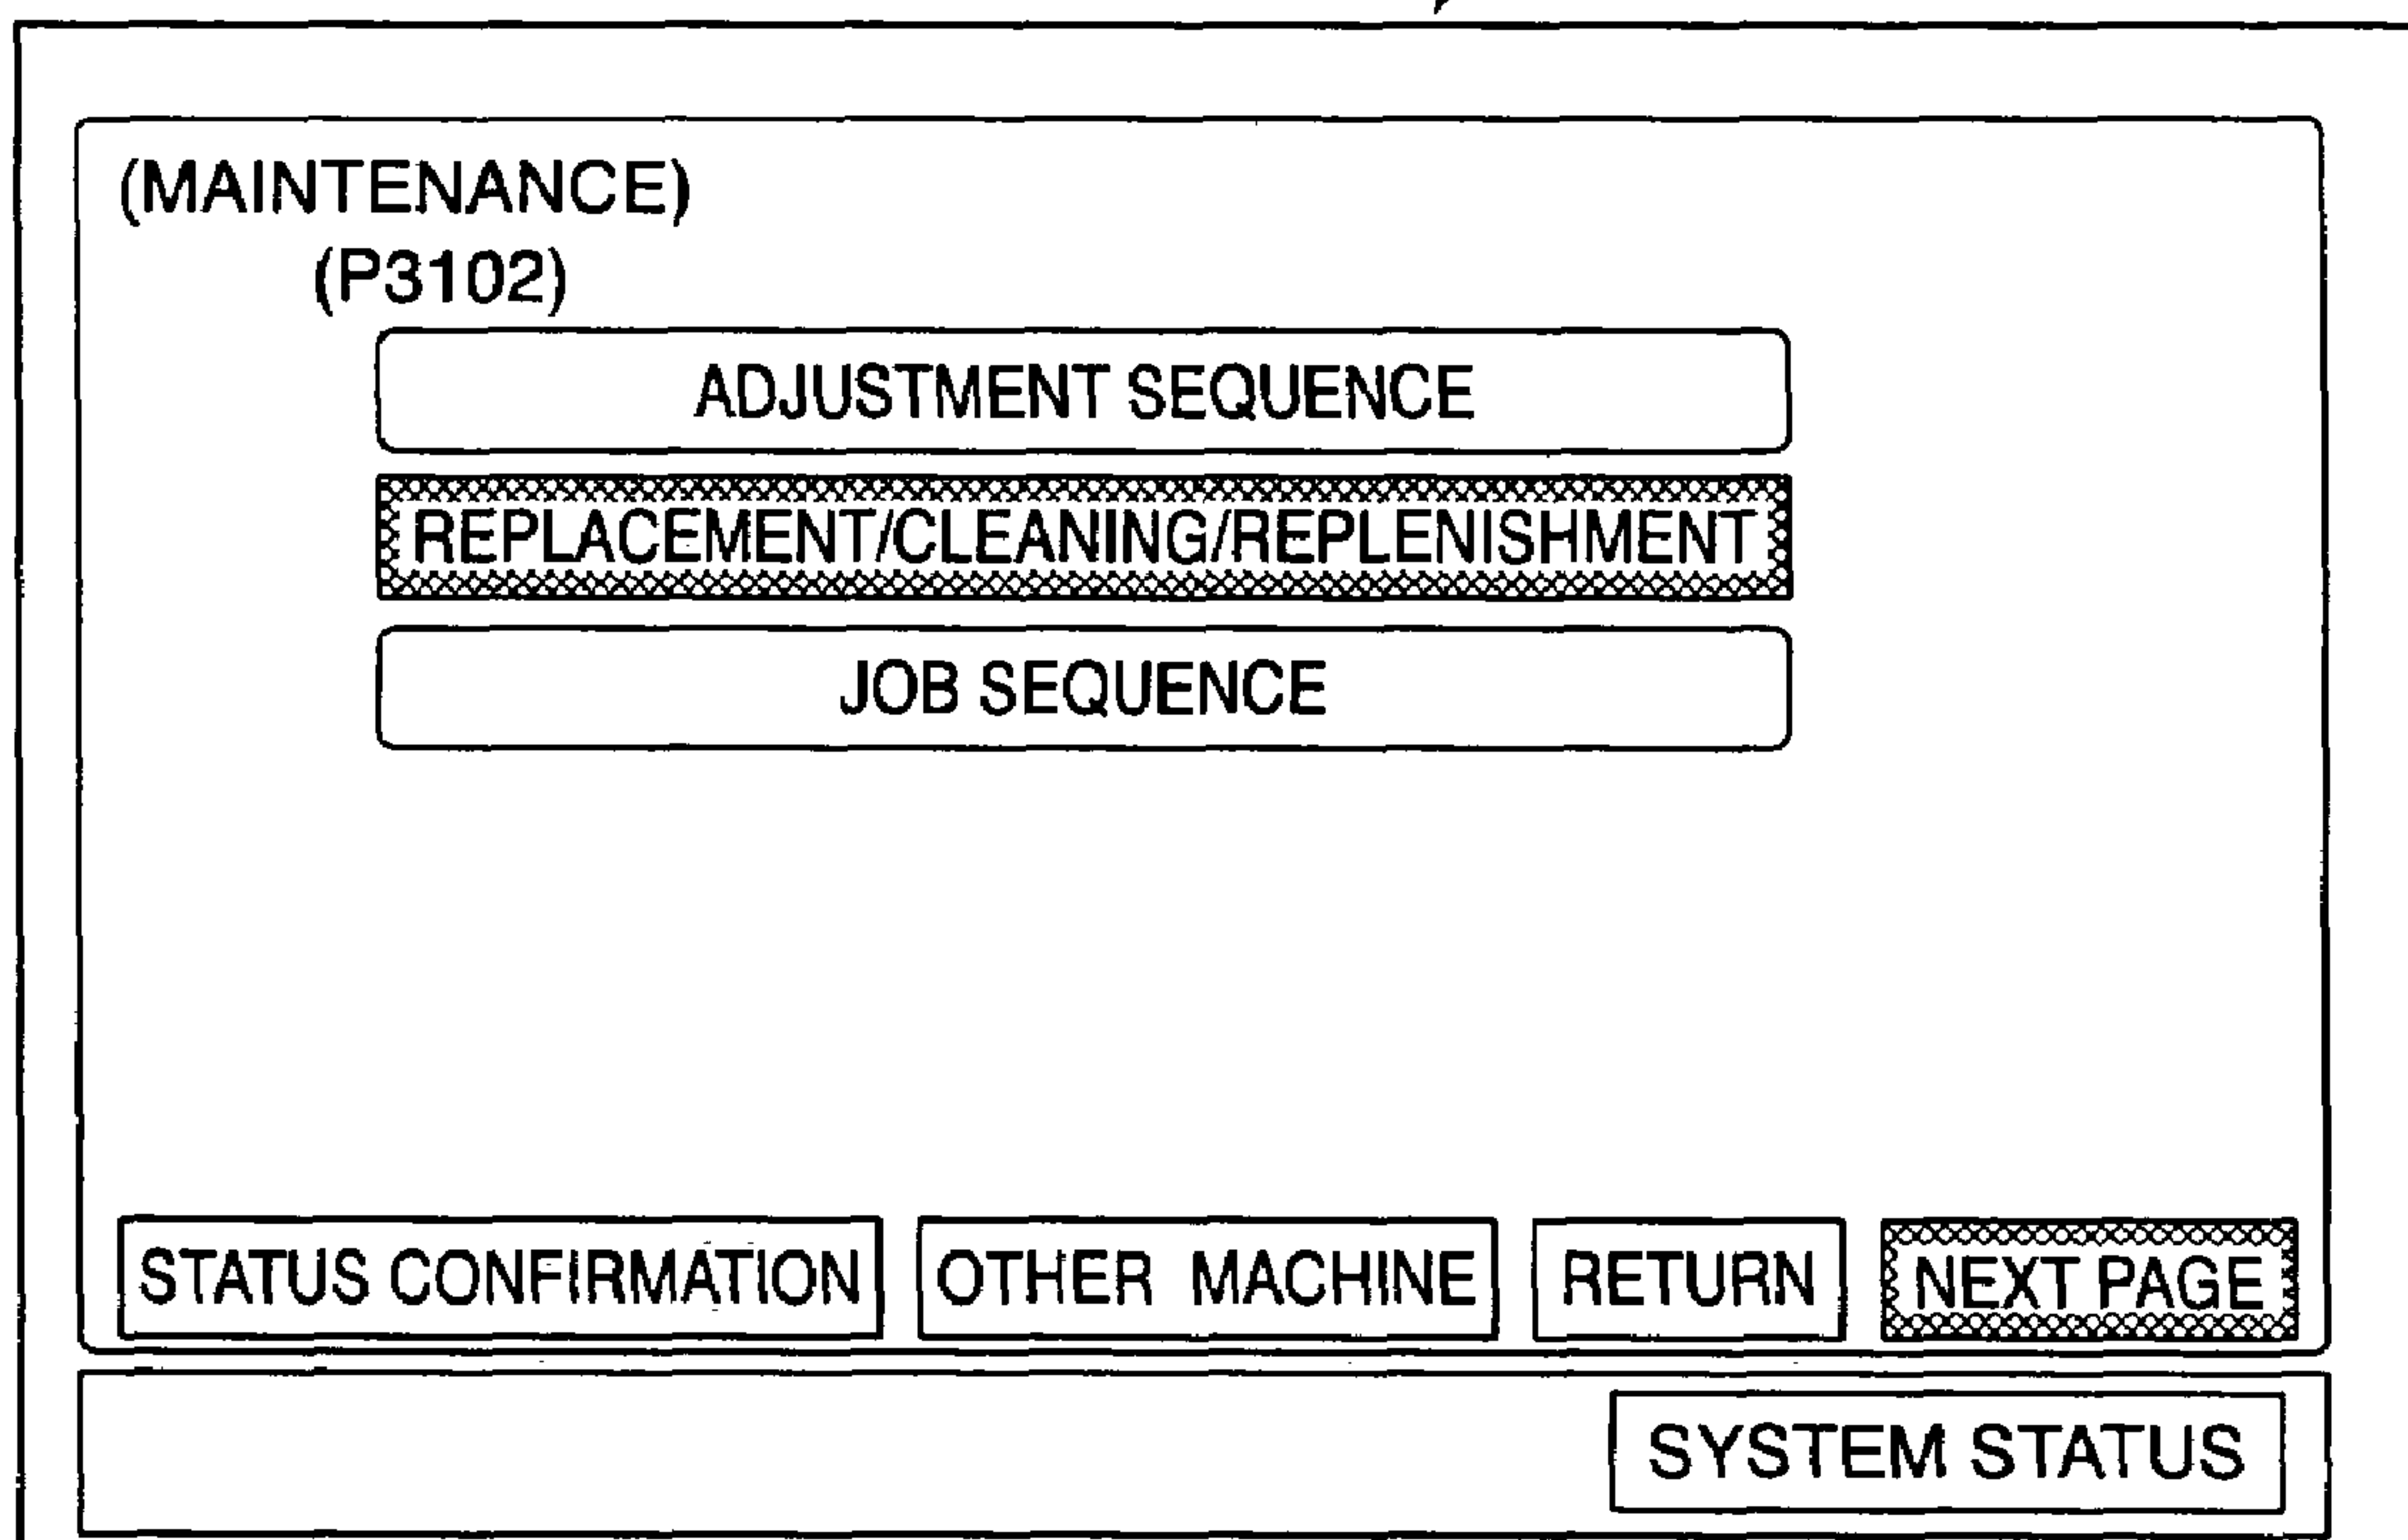 (MAINTENANCE)
(P3102)
ADJUSTMENT SEQUENCE
REPLACEMENT/CLEANING/REPLENISHMENT
JOB SEQUENCE
STATUS CONFIRMATION OTHER MACHINE RETURN NEXT PAGE
SYSTEM STATUS